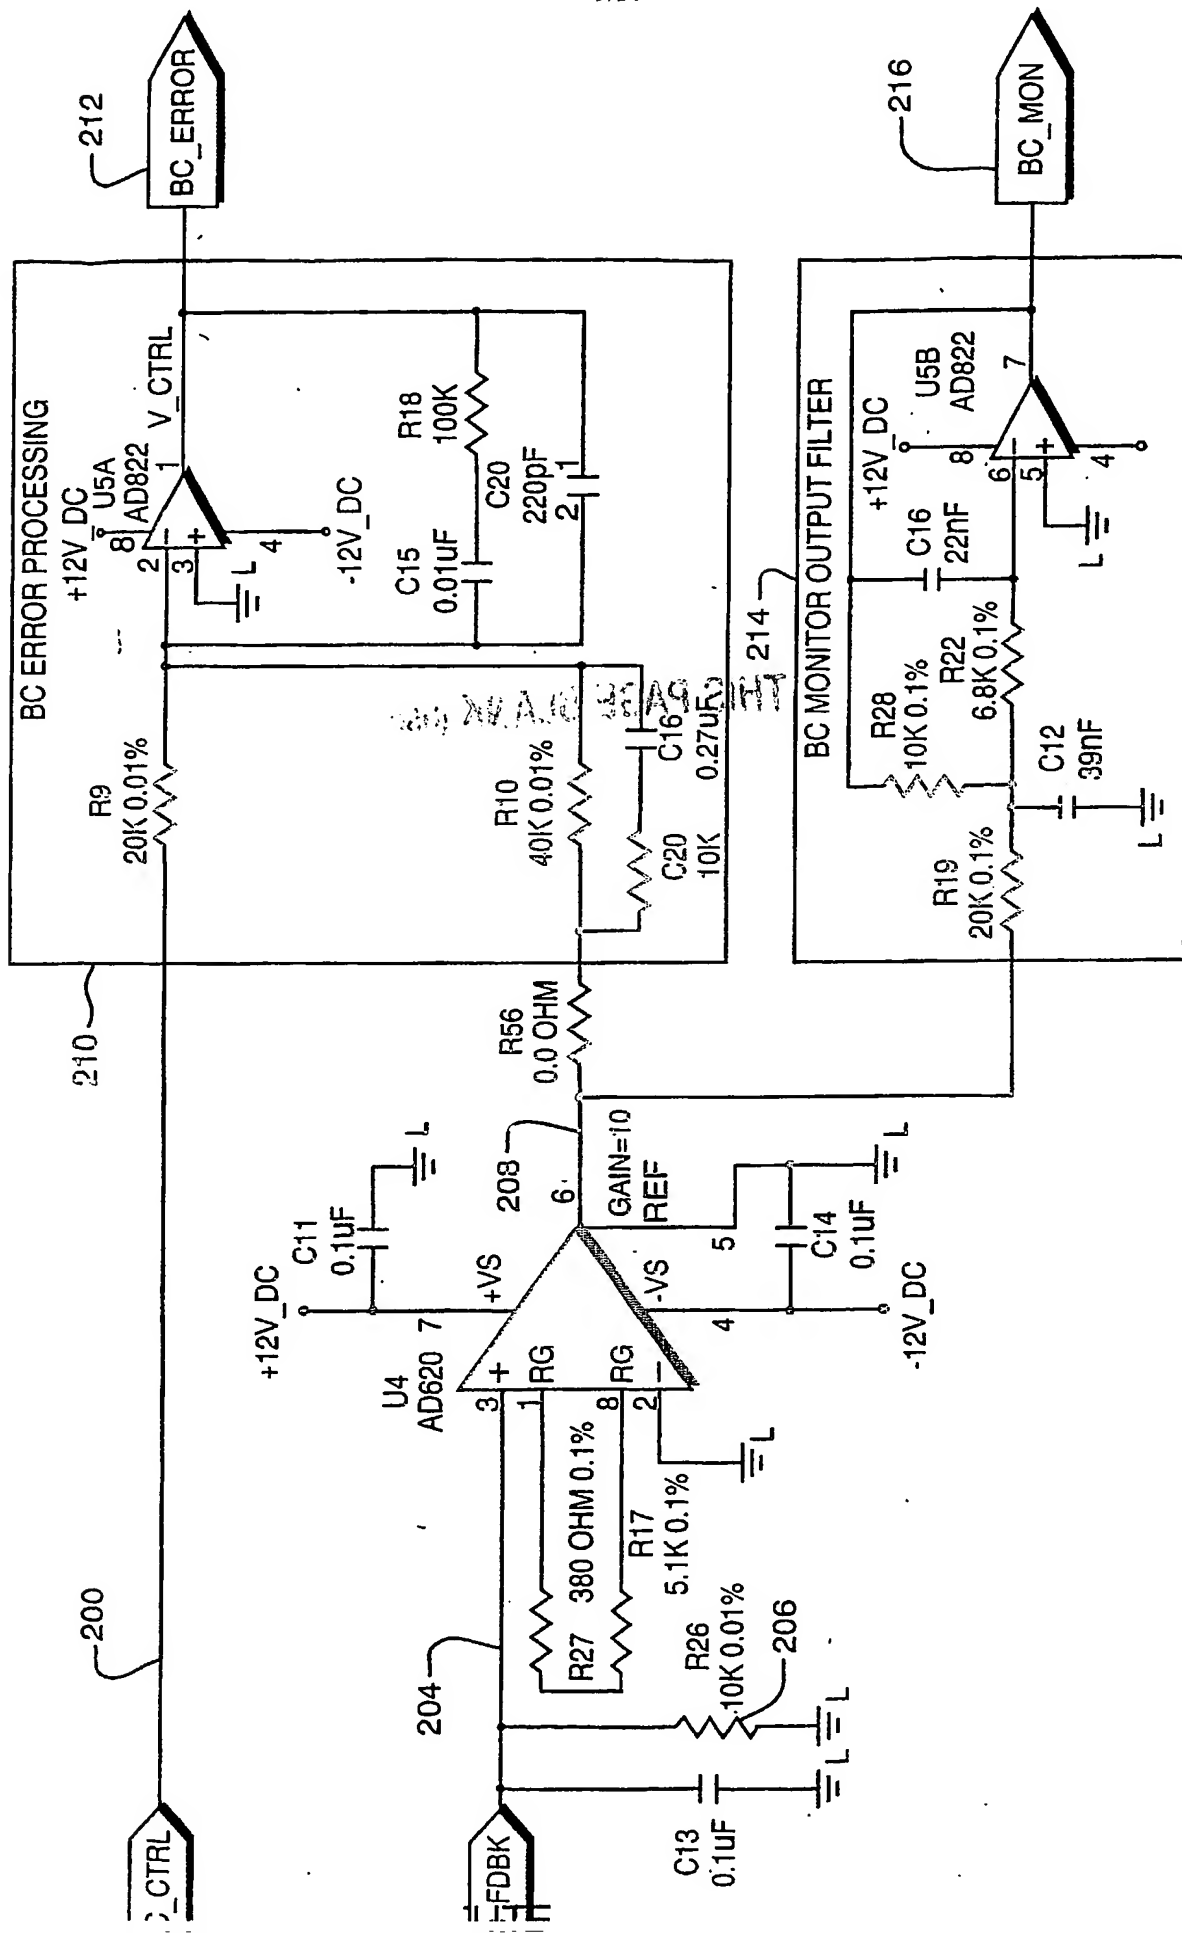 212
BC_ERROR
216
BC_MON
BC ERROR PROCESSING
+12V_DC
U5A
AD822
8
2
3
1
4
V_CTRL
-12V_DC
L
R18
100K
C15
0.01uF
C20
220pF
2
1
R9
20K 0.01%
R10
40K 0.01%
C16
0.27uF
C20
10K
210
BC MONITOR OUTPUT FILTER
214
+12V_DC
U5B
AD822
8
6
5
7
4
L
C16
22nF
R28
10K 0.1%
R22
6.8K 0.1%
C12
39nF
L
R19
20K 0.1%
R56
0.0 OHM
208
6
GAIN=10
REF
5
C11
0.1uF
L
+12V_DC
7
+VS
-VS
4
C14
0.1uF
L
-12V_DC
U4
AD620
3
+
1
RG
8
RG
2
L
R27
380 OHM 0.1%
R17
5.1K 0.1%
200
204
R26
10K 0.01%
206
L
L
C13
0.1uF
_CTRL
FDBK
THIS PAGE BLANK